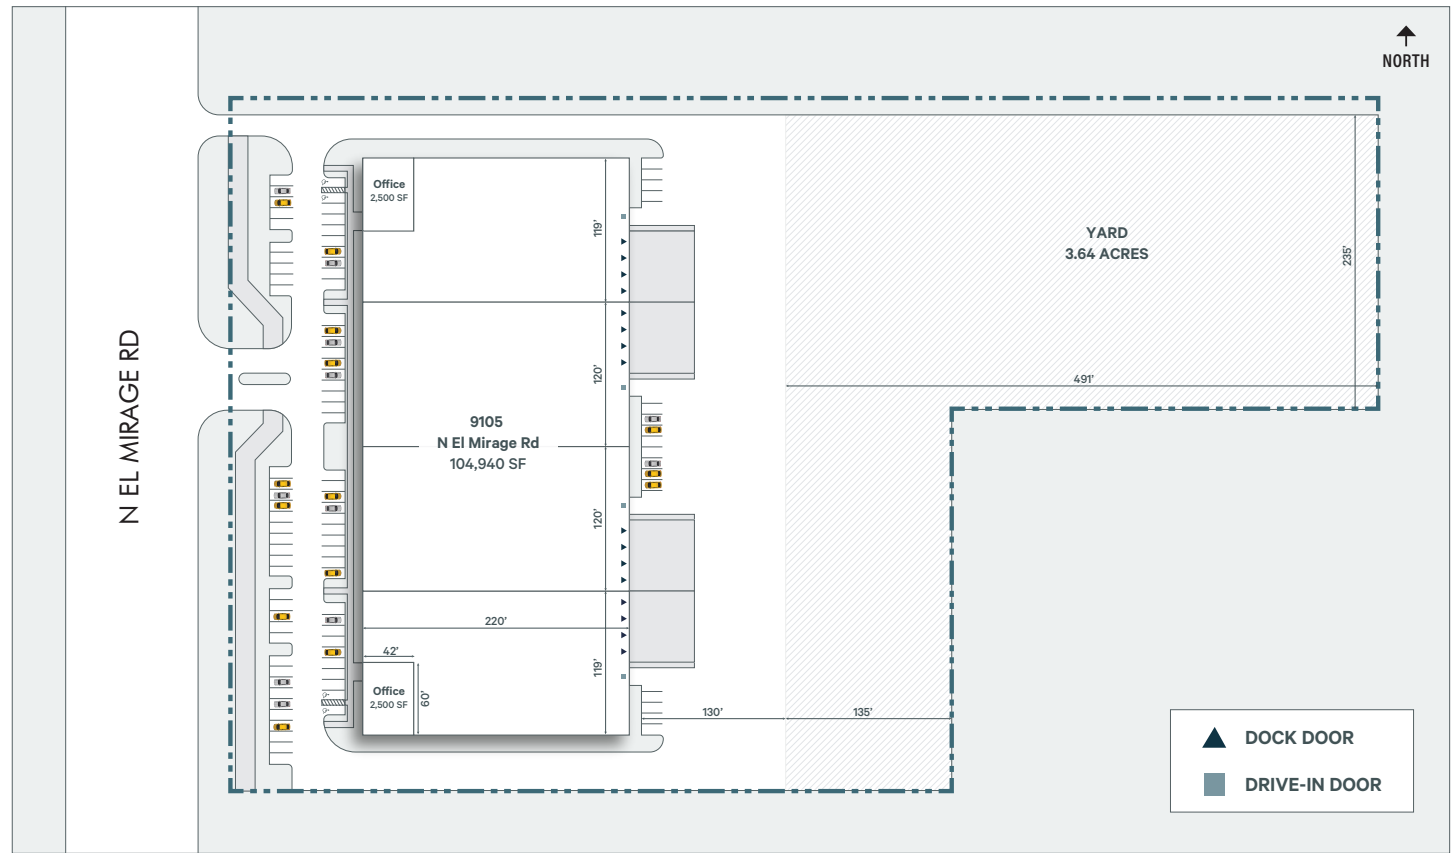 NORTH
Office
2,500 SF
119’
YARD
3.64 ACRES
235’
N EL MIRAGE RD
120’
491’
9105
N El Mirage Rd
104,940 SF
120’
220’
42’
119’
Office
2,500 SF
60’
130’
135’
DOCK DOOR
DRIVE-IN DOOR